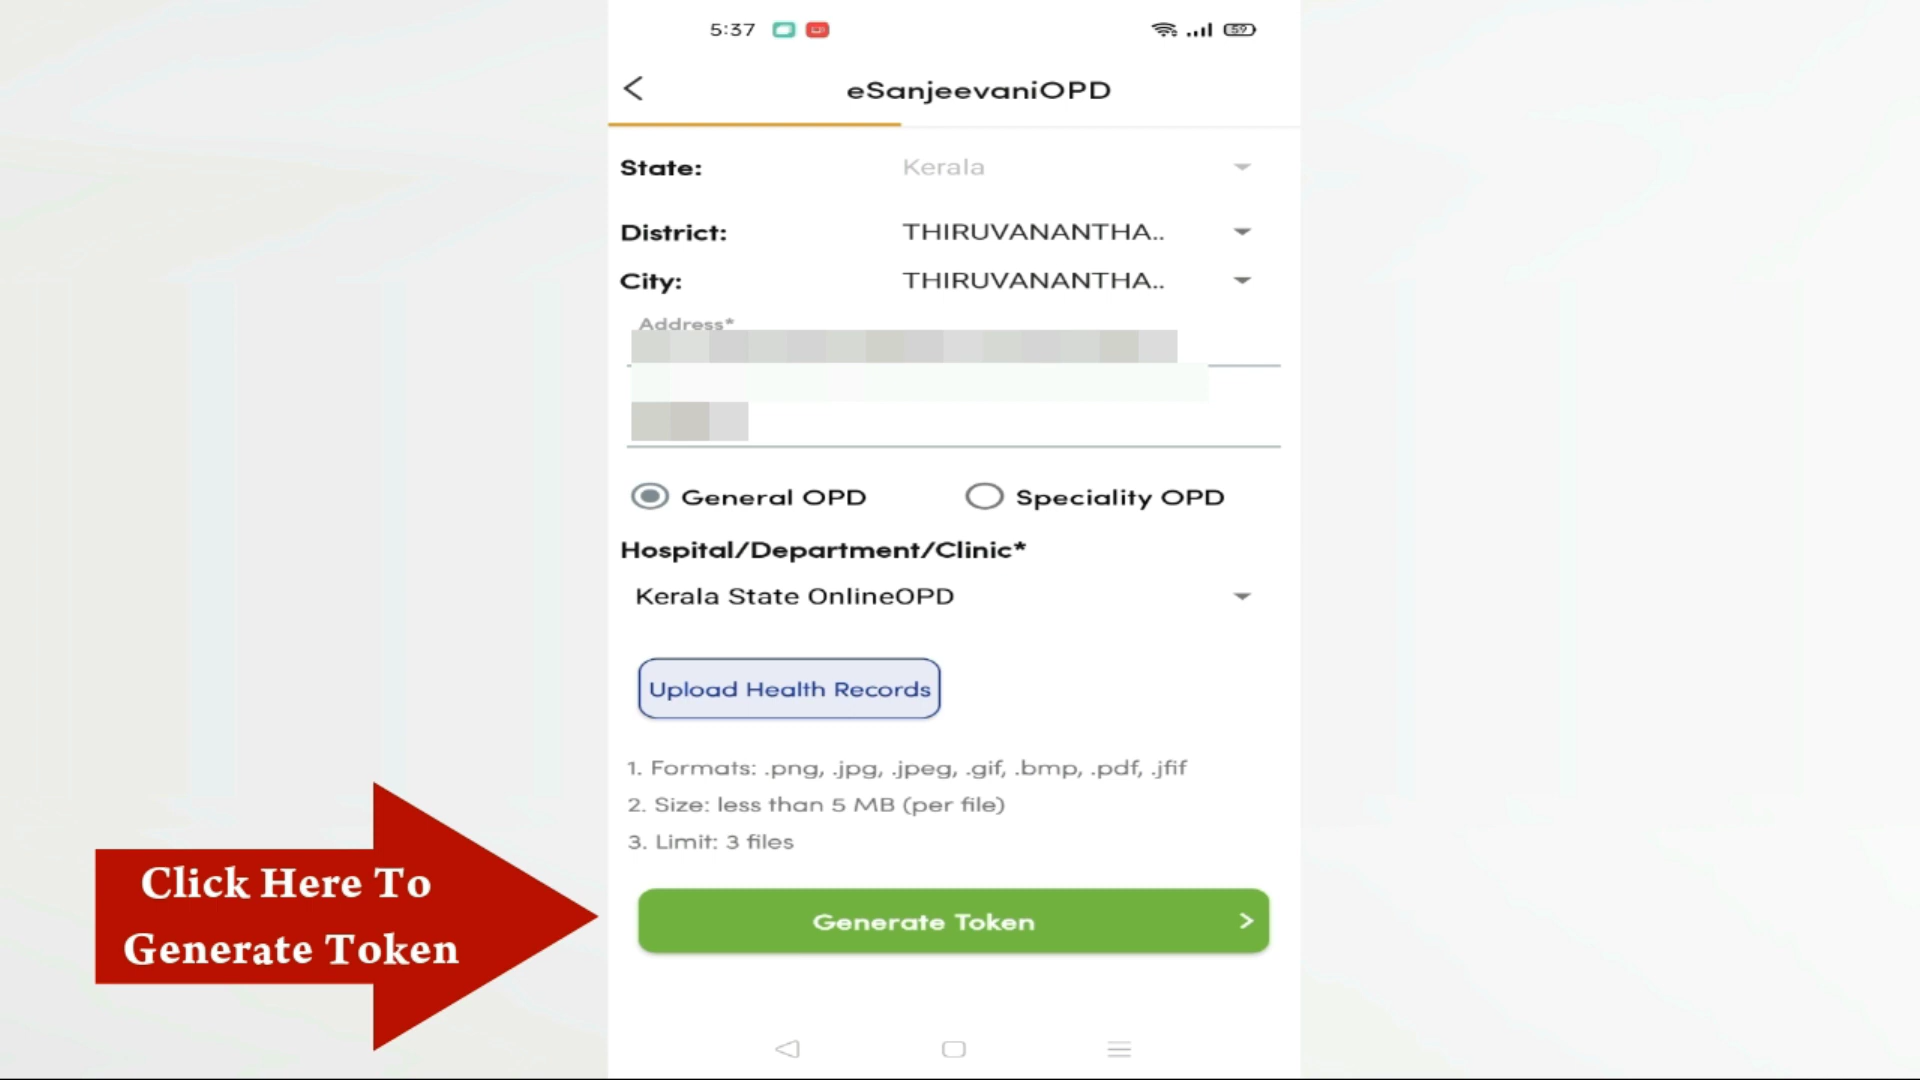 5:37
59
eSanjeevaniOPD
State: Kerala
District: THIRUVANANTHA..
City: THIRUVANANTHA..
Address*
General OPD Speciality OPD
Hospital/Department/Clinic*
Kerala State OnlineOPD
Upload Health Records
1. Formats: .png, .jpg, .jpeg, .gif, .bmp, .pdf, .jfif
2. Size: less than 5 MB (per file)
3. Limit: 3 files
Click Here To
Generate Token
Generate Token